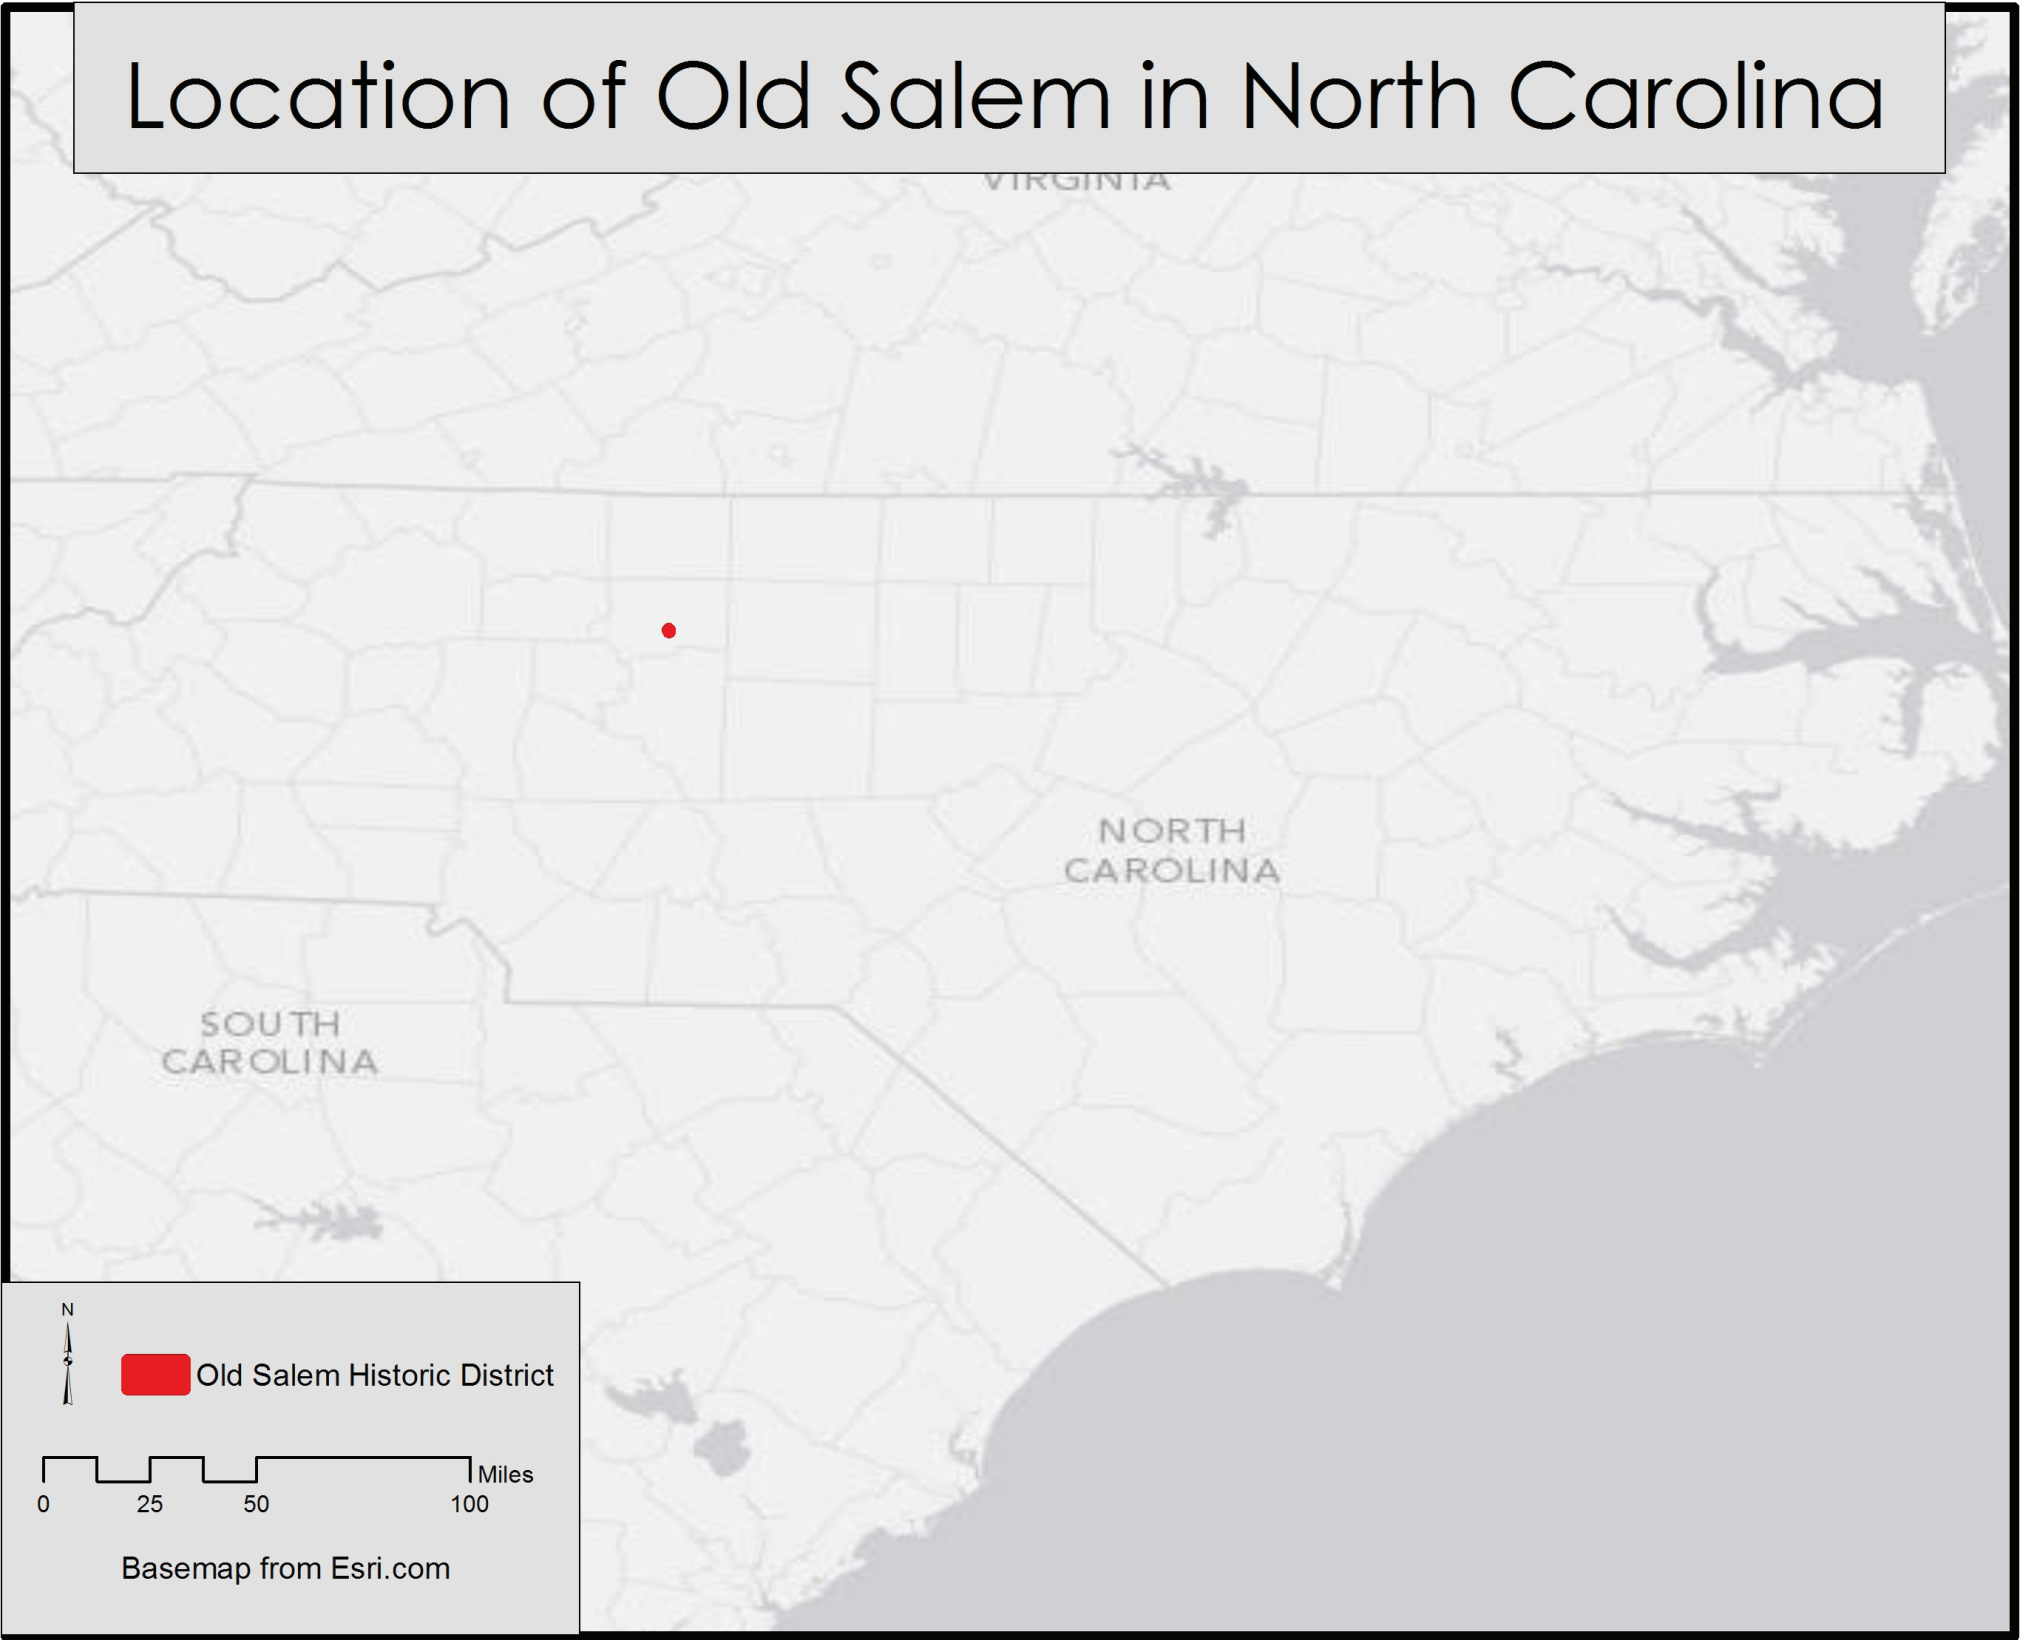 Location of Old Salem in North Carolina
VIRGINIA
NORTH
CAROLINA
SOUTH
CAROLINA
N
Old Salem Historic District
Miles
0 25 50 100
Basemap from Esri.com